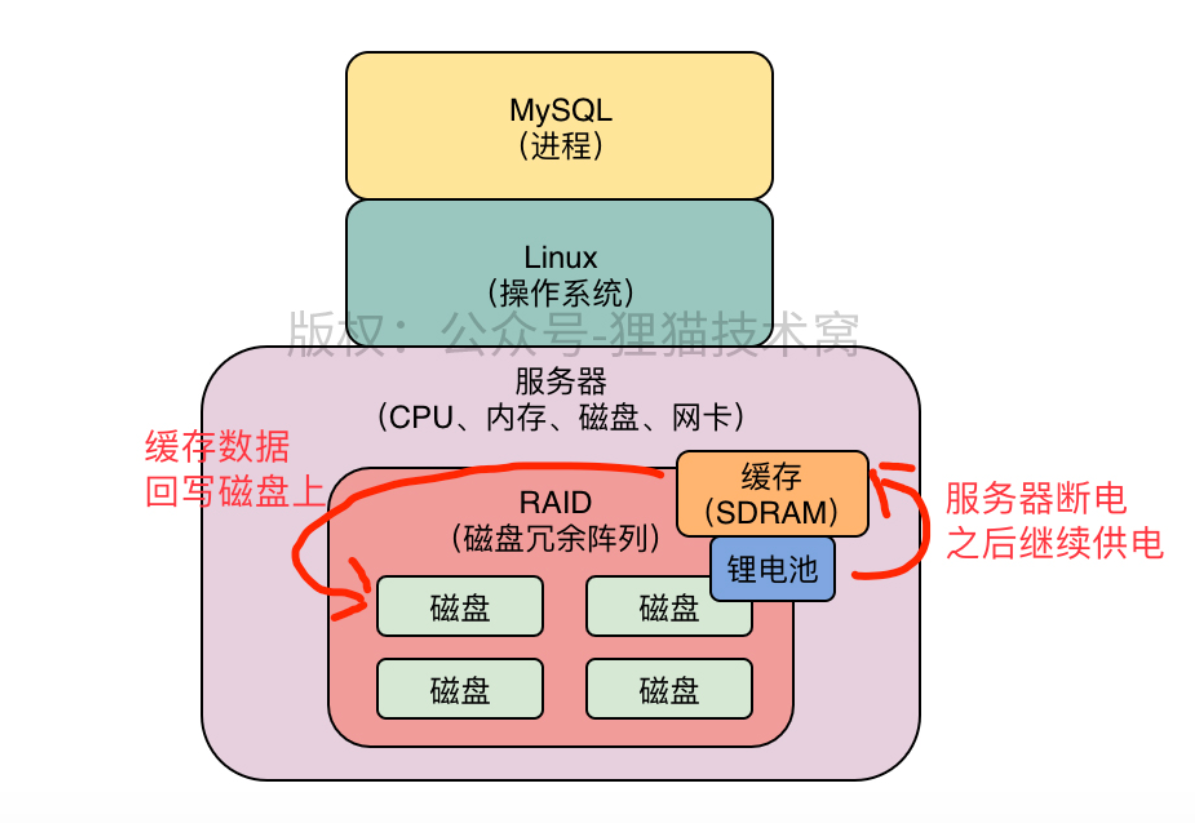 MySQL
（进程）
Linux
（操作系统）
版权：公众号-狸猫技术窝
服务器
（CPU、内存、磁盘、网卡）
缓存数据
回写磁盘上
RAID
（磁盘冗余阵列）
缓存
（SDRAM）
锂电池
服务器断电
之后继续供电
磁盘
磁盘
磁盘
磁盘